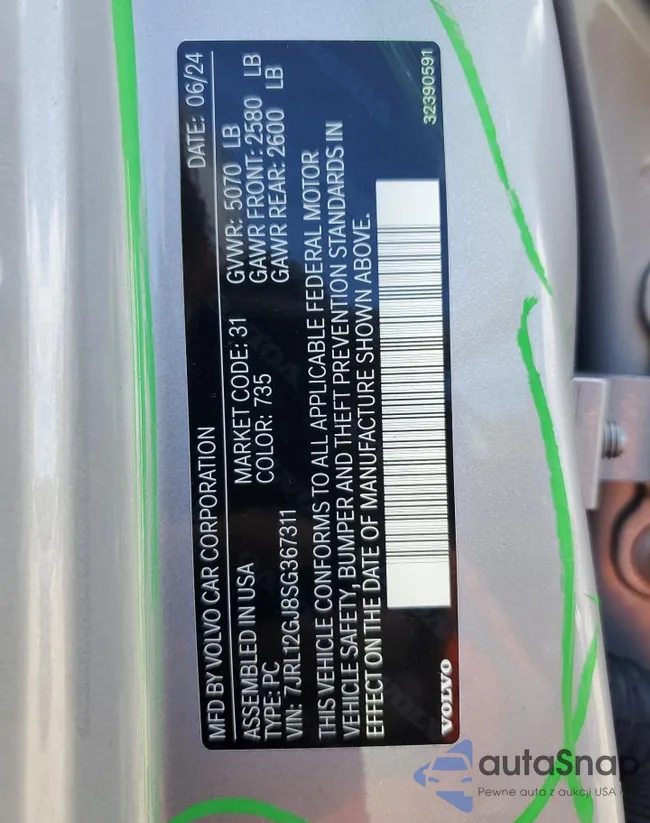 MFD BY VOLVO CAR CORPORATION DATE: 06/24
ASSEMBLED IN USA MARKET CODE: 31 GVWR: 5070 LB
TYPE: PC COLOR: 735 GAWR FRONT: 2580 LB
VIN: 7JRL12GJ8SG367311 GAWR REAR: 2600 LB
THIS VEHICLE CONFORMS TO ALL APPLICABLE FEDERAL MOTOR
VEHICLE SAFETY, BUMPER AND THEFT PREVENTION STANDARDS IN
EFFECT ON THE DATE OF MANUFACTURE SHOWN ABOVE.
VOLVO
32390591
autaSnap
Pewne auta z aukcji USA